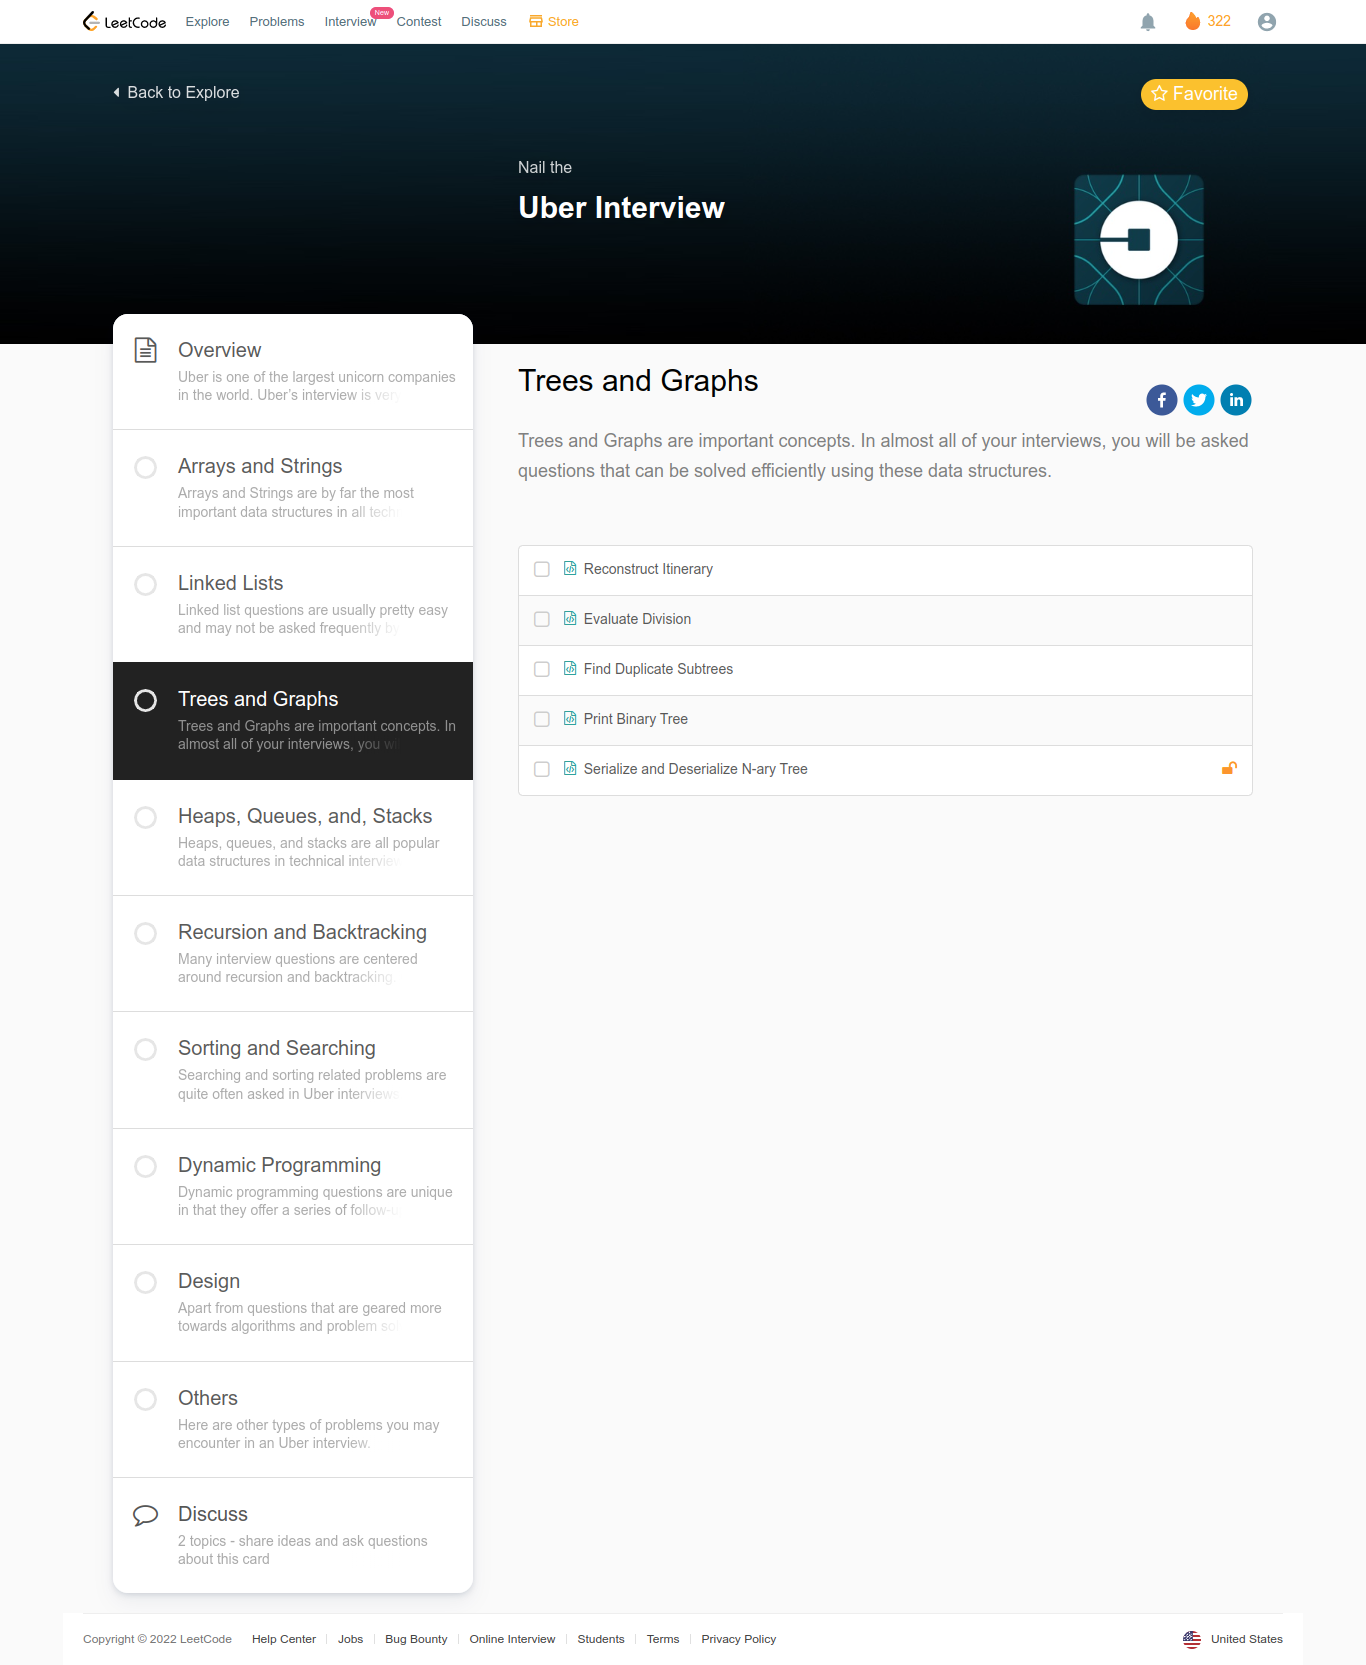 LeetCode Explore Problems Interview New Contest Discuss Store 322
Back to Explore
Favorite
Nail the
Uber Interview
Overview
Uber is one of the largest unicorn companies
in the world. Uber's interview is very
Arrays and Strings
Arrays and Strings are by far the most
important data structures in all
Linked Lists
Linked list questions are usually pretty easy
and may not be asked frequently by
Trees and Graphs
Trees and Graphs are important concepts. In
almost all of your interviews, you
Heaps, Queues, and, Stacks
Heaps, queues, and stacks are all popular
data structures in technical
Recursion and Backtracking
Many interview questions are centered
around recursion and backtracking
Sorting and Searching
Searching and sorting related problems are
quite often asked in Uber interviews
Dynamic Programming
Dynamic programming questions are unique
in that they offer a series of
Design
Apart from questions that are geared more
towards algorithms and problem
Others
Here are other types of problems you may
encounter in an Uber interview.
Discuss
2 topics - share ideas and ask questions
about this card
Trees and Graphs
Trees and Graphs are important concepts. In almost all of your interviews, you will be asked
questions that can be solved efficiently using these data structures.
Reconstruct Itinerary
Evaluate Division
Find Duplicate Subtrees
Print Binary Tree
Serialize and Deserialize N-ary Tree
Copyright © 2022 LeetCode Help Center Jobs Bug Bounty Online Interview Students Terms Privacy Policy United States